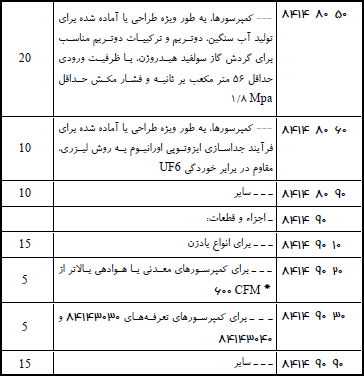 ۸۴۱۴ ۸۰ ۵۰
--- کمپرسورها، به طور ویژه طراحی یا آماده شده برای
تولید آب سنگین، دوتریم و ترکیبات دوتریم مناسب
برای گردش گاز سولفید هیدروژن، با ظرفیت ورودی
حداقل ۵۶ متر مکعب بر ثانیه و فشار مکش حداقل
۱/۸ Mpa
20
۸۴۱۴ ۸۰ ۶۰
--- کمپرسورها، به طور ویژه طراحی یا آماده شده برای
فرآیند جداسازی ایزوتوپی اورانیوم به روش لیزری،
مقاوم در برابر خوردگی UF6
10
۸۴۱۴ ۸۰ ۹۰
--- سایر
10
۸۴۱۴ ۹۰
- اجزاء و قطعات:
۸۴۱۴ ۹۰ ۱۰
--- برای انواع بادزن
15
۸۴۱۴ ۹۰ ۲۰
--- برای کمپرسورهای معدنی با هوادهی بالاتر از
۶۰۰ CFM *
5
۸۴۱۴ ۹۰ ۳۰
--- برای کمپرسورهای تعرفه‌های ۸۴۱۴۳۰۳۰ و
۸۴۱۴۳۰۴۰
5
۸۴۱۴ ۹۰ ۹۰
--- سایر
15